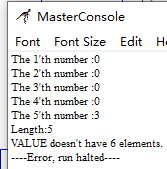 MasterConsole
Font Font Size Edit
The 1'th number :0
The 2'th number :0
The 3'th number :0
The 4'th number :0
The 5'th number :3
Length:5
VALUE doesn't have 6 elements.
----Error, run halted----